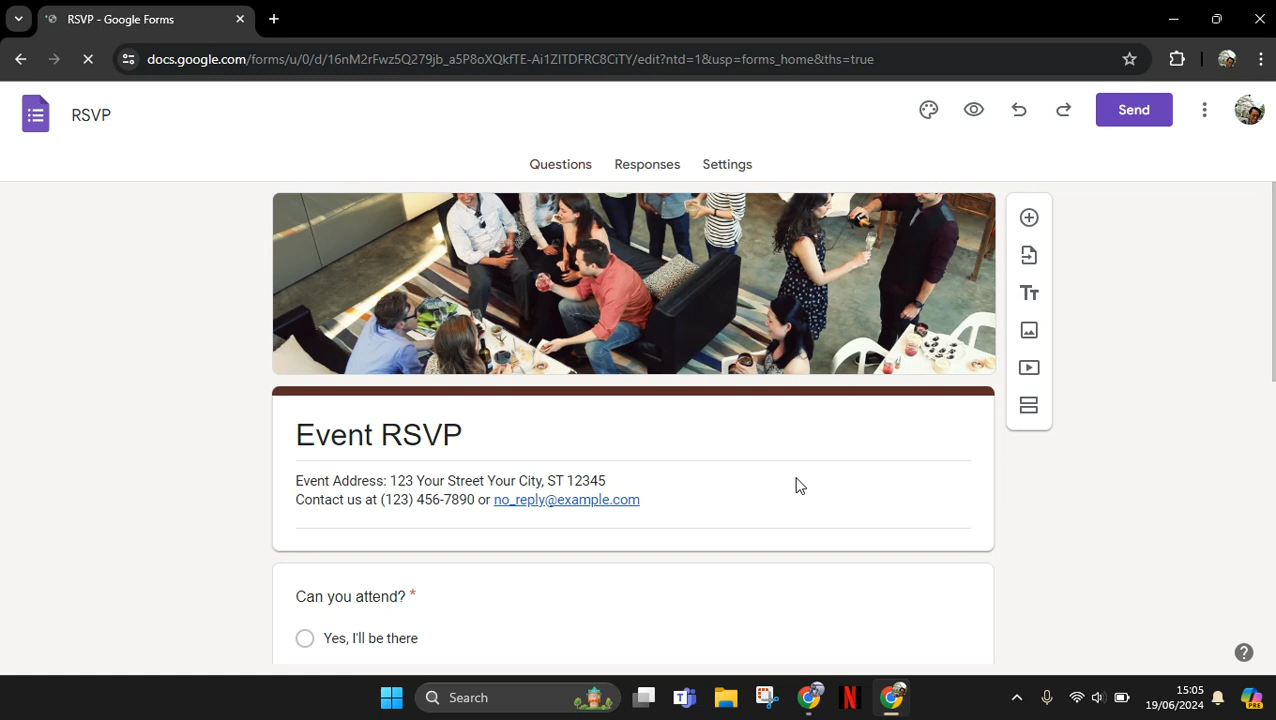 RSVP - Google Forms
docs.google.com/forms/u/0/d/16nM2rFwz5Q279jb_a5P8oXQkfTE-Ai1ZITDFRC8CiTY/edit?ntd=1&usp=forms_home&ths=true
RSVP
Send
Questions Responses Settings
Tт
Event RSVP
Event Address: 123 Your Street Your City, ST 12345
Contact us at (123) 456-7890 or no_reply@example.com
Can you attend? *
Yes, I'll be there
Search
15:05
19/06/2024
PRE